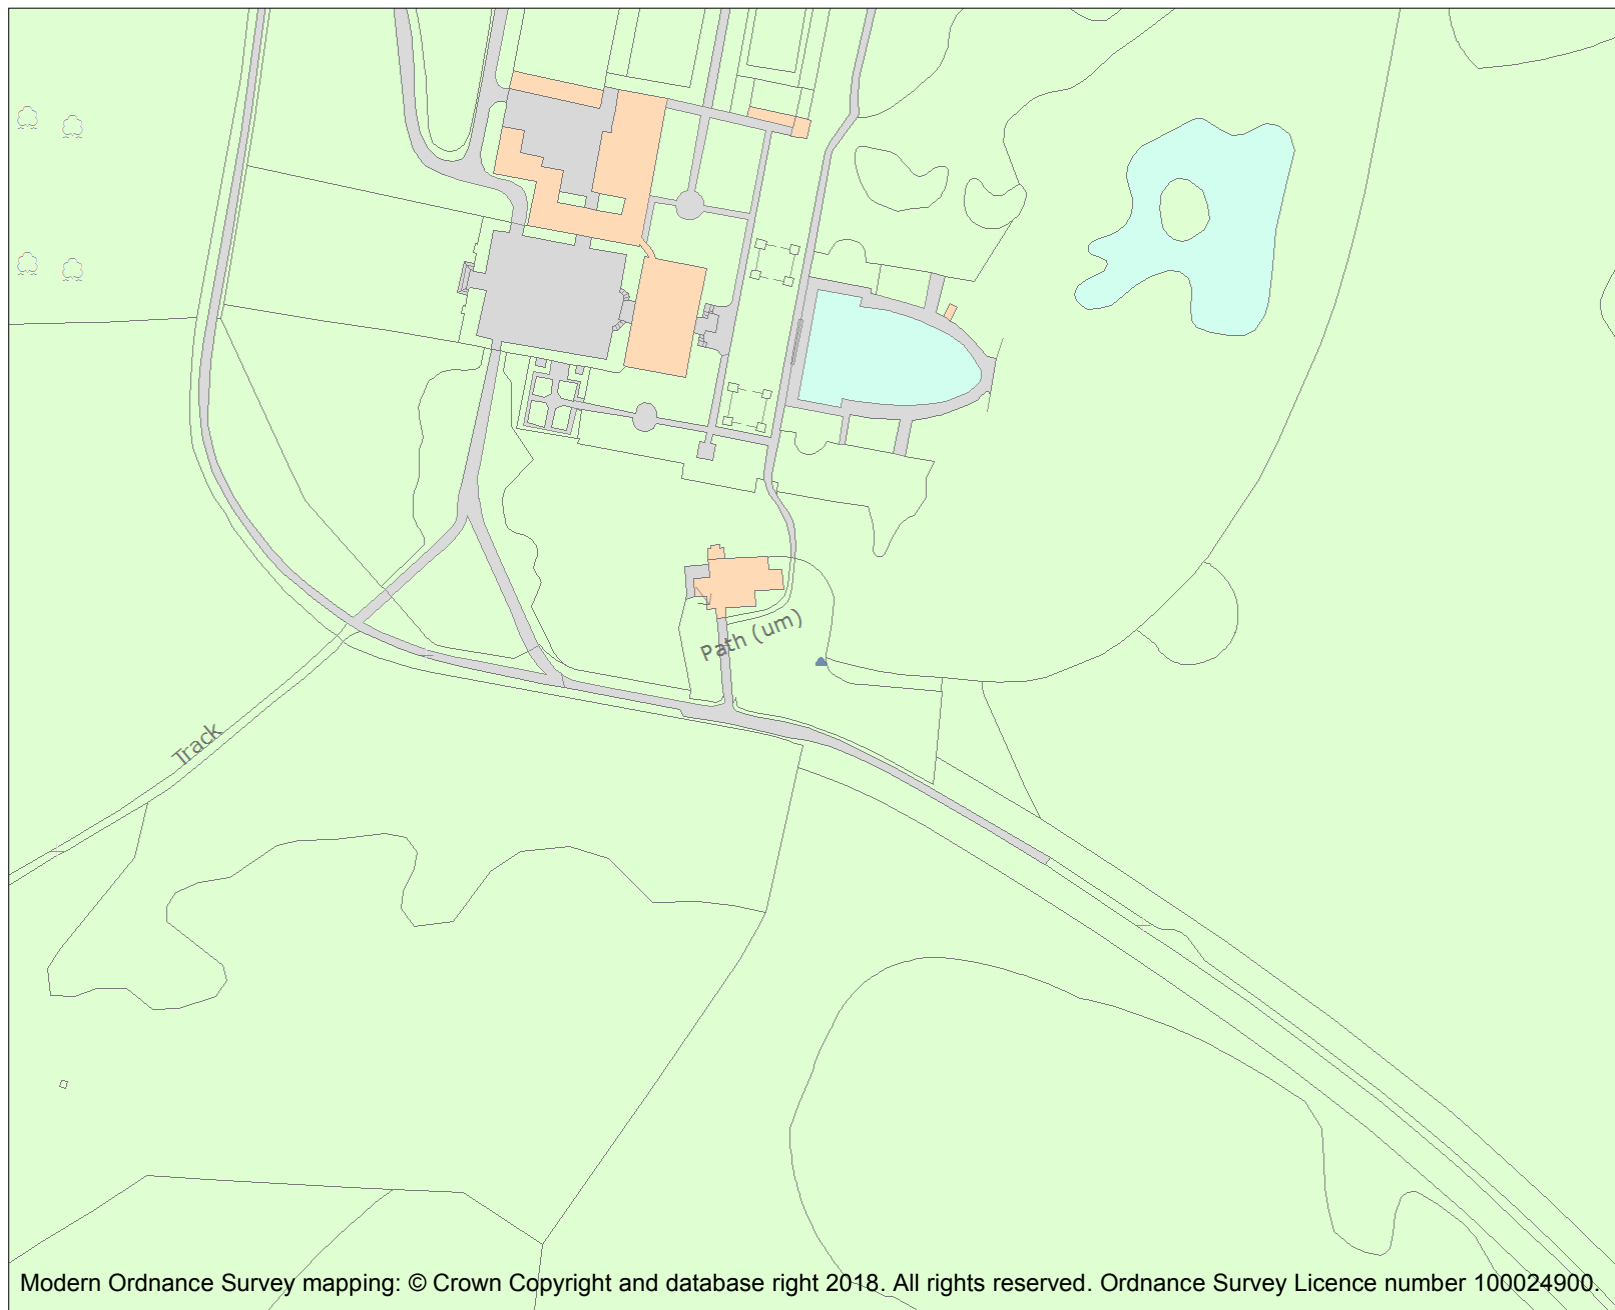 Path (um)
Track
Modern Ordnance Survey mapping: © Crown Copyright and database right 2018. All rights reserved. Ordnance Survey Licence number 100024900.